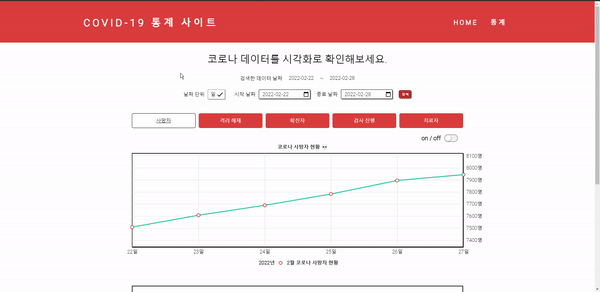 COVID-19 통계 사이트
HOME 통계
코로나 데이터를 시각화로 확인해보세요.
검색한 데이터 날짜 2022-02-22 ~ 2022-02-28
날짜 단위 일 시작 날짜 2022-02-22 종료 날짜 2022-02-28
사망자 격리 해제 확진자 검사 진행 치료자
on / off
코로나 사망자 현황
8100명
8000명
7900명
7800명
7700명
7600명
7500명
7400명
22일 23일 24일 25일 26일 27일
2022년 2월 코로나 사망자 현황